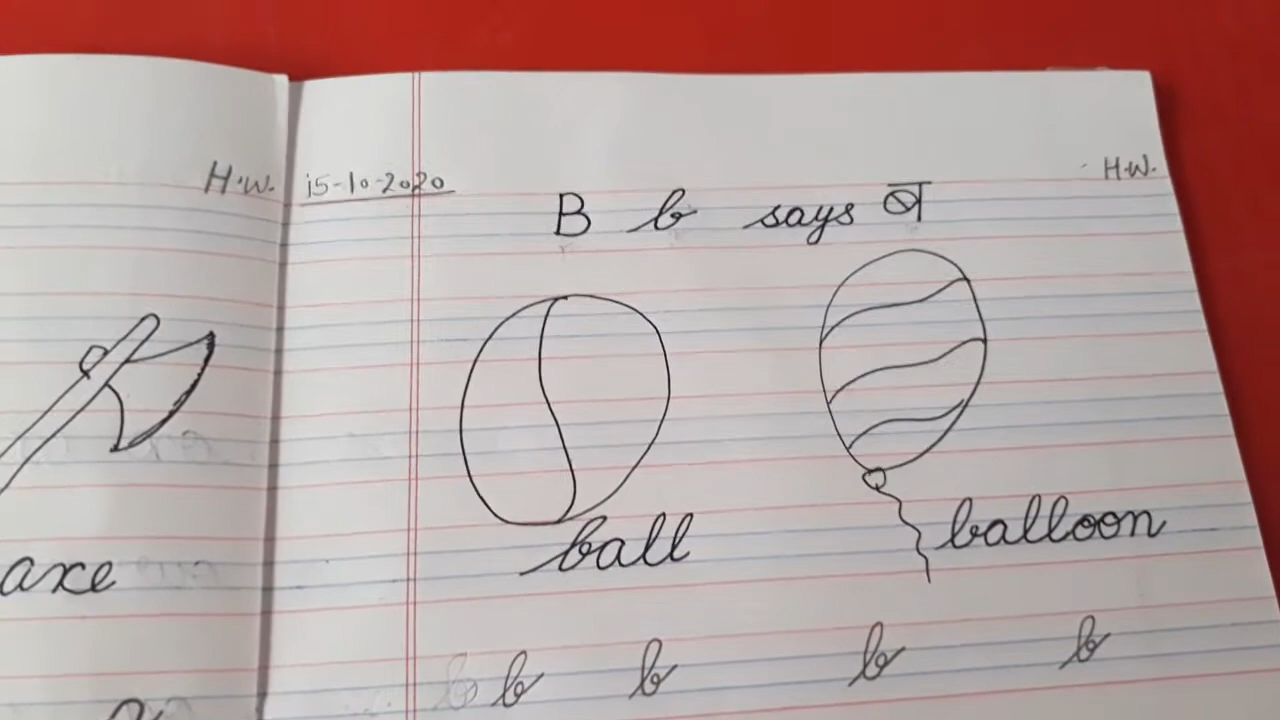 H.W.
axe
15-10-2020
H.W.
B b says ब
ball
balloon
b b b b